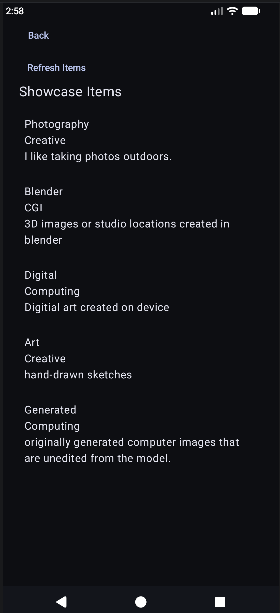 2:58
Back
Refresh Items
Showcase Items
Photography
Creative
I like taking photos outdoors.
Blender
CGI
3D images or studio locations created in
blender
Digital
Computing
Digitial art created on device
Art
Creative
hand-drawn sketches
Generated
Computing
originally generated computer images that
are unedited from the model.